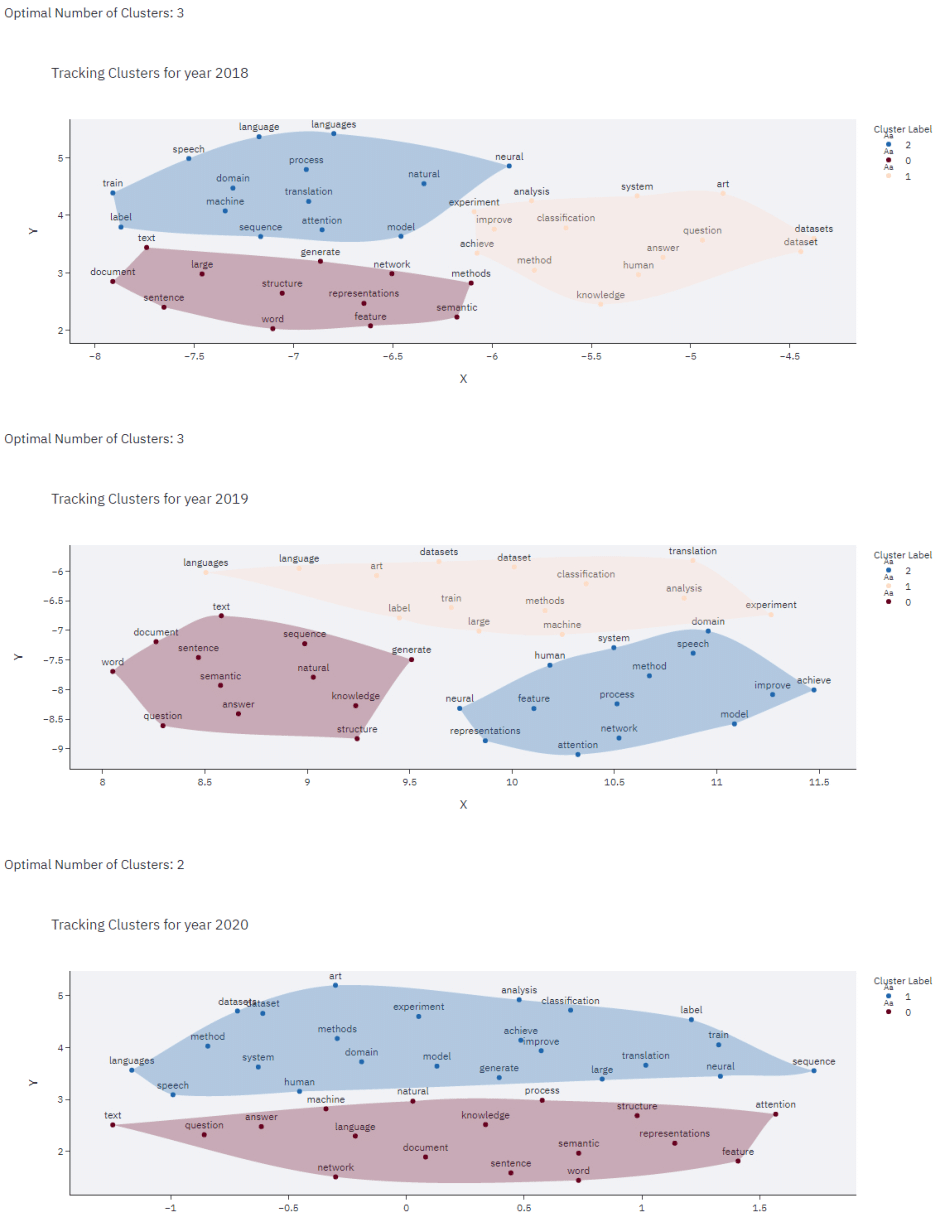 Optimal Number of Clusters: 3
Tracking Clusters for year 2018
language languages
speech process neural
train domain natural
machine translation
label sequence attention model
experiment analysis system art
improve classification
achieve question datasets
method answer dataset
human
knowledge
text generate
document large network methods
sentence structure representations
word feature semantic
5
4
3
2
Y
−8 −7.5 −7 −6.5 −6 −5.5 −5 −4.5
X
Cluster Label
Aa
2
Aa
0
Aa
1
Optimal Number of Clusters: 3
Tracking Clusters for year 2019
languages language art datasets dataset translation
classification
label train methods analysis
large machine experiment
text
document sequence
word sentence generate
semantic natural
answer knowledge
question structure
domain
human system speech
method
neural feature process improve achieve
representations network model
attention
−6
−6.5
−7
−7.5
−8
−8.5
−9
Y
8 8.5 9 9.5 10 10.5 11 11.5
X
Cluster Label
Aa
2
Aa
1
Aa
0
Optimal Number of Clusters: 2
Tracking Clusters for year 2020
art
datasets dataset experiment analysis classification label
method methods achieve train
improve
languages system domain model translation sequence
generate neural
speech human large
machine natural process
text answer knowledge structure attention
question language representations
document semantic feature
network sentence word
5
4
3
2
Y
−1 −0.5 0 0.5 1 1.5
Cluster Label
Aa
1
Aa
0